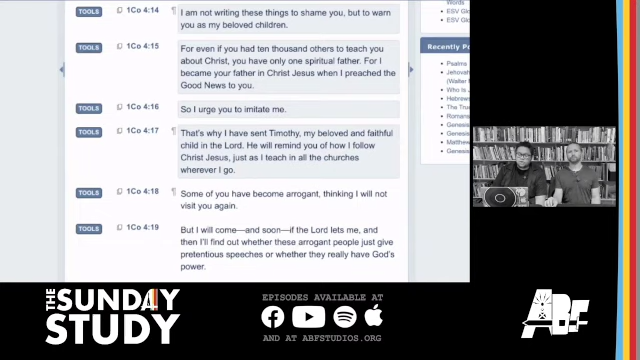 TOOLS 1Co 4:14 ¶ I am not writing these things to shame you, but to warn
you as my beloved children.
TOOLS 1Co 4:15 For even if you had ten thousand others to teach you
about Christ, you have only one spiritual father. For I
became your father in Christ Jesus when I preached the
Good News to you.
TOOLS 1Co 4:16 So I urge you to imitate me.
TOOLS 1Co 4:17 ¶ That's why I have sent Timothy, my beloved and faithful
child in the Lord. He will remind you of how I follow
Christ Jesus, just as I teach in all the churches
wherever I go.
TOOLS 1Co 4:18 ¶ Some of you have become arrogant, thinking I will not
visit you again.
TOOLS 1Co 4:19 But I will come—and soon—if the Lord lets me, and
then I'll find out whether these arrogant people just give
pretentious speeches or whether they really have God's
power.
Words
ESV Glo
ESV Glo
Recently Po
Psalms
Jehovah
(Walter
Who Is J
Hebrews
The Tru
Romans
Genesis
Genesis
Matthew
Genesis
THE SUNDAY
STUDY
EPISODES AVAILABLE AT
AND AT ABFSTUDIOS.ORG
ABF